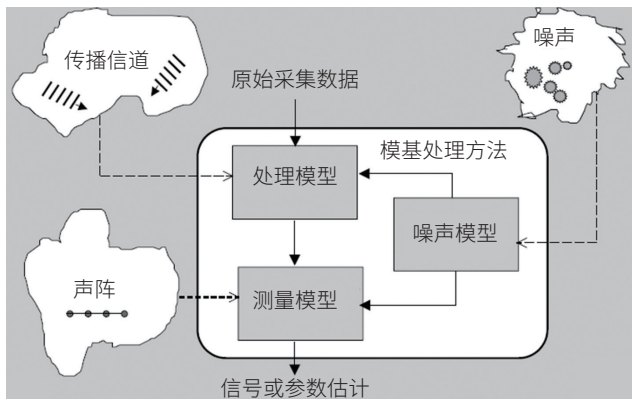 传播信道
噪声
原始采集数据
模基处理方法
处理模型
噪声模型
声阵
测量模型
信号或参数估计